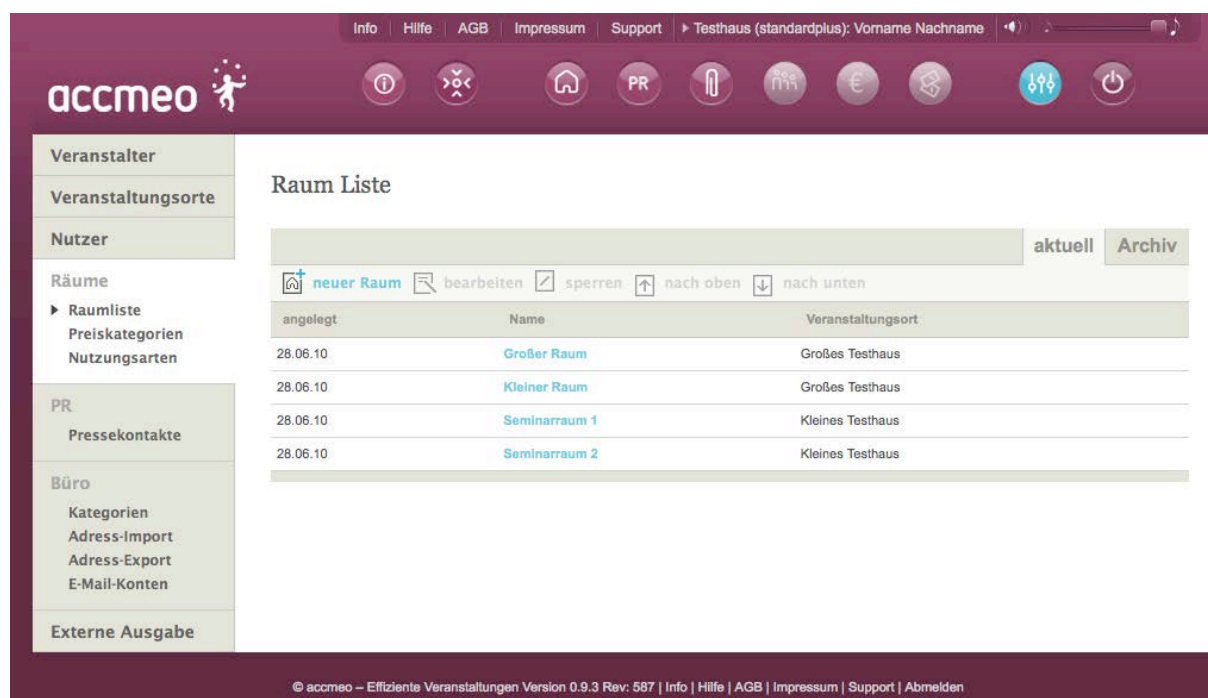 Info | Hilfe | AGB | Impressum | Support | Testhaus (standardplus): Vorname Nachname
accmeo
PR
€
Veranstalter
Veranstaltungsorte
Nutzer
Räume
Raumliste
Preiskategorien
Nutzungsarten
PR
Pressekontakte
Büro
Kategorien
Adress-Import
Adress-Export
E-Mail-Konten
Externe Ausgabe
Raum Liste
aktuell Archiv
neuer Raum bearbeiten sperren nach oben nach unten
angelegt Name Veranstaltungsort
28.06.10 Großer Raum Großes Testhaus
28.06.10 Kleiner Raum Großes Testhaus
28.06.10 Seminarraum 1 Kleines Testhaus
28.06.10 Seminarraum 2 Kleines Testhaus
© accmeo – Effiziente Veranstaltungen Version 0.9.3 Rev: 587 | Info | Hilfe | AGB | Impressum | Support | Abmelden